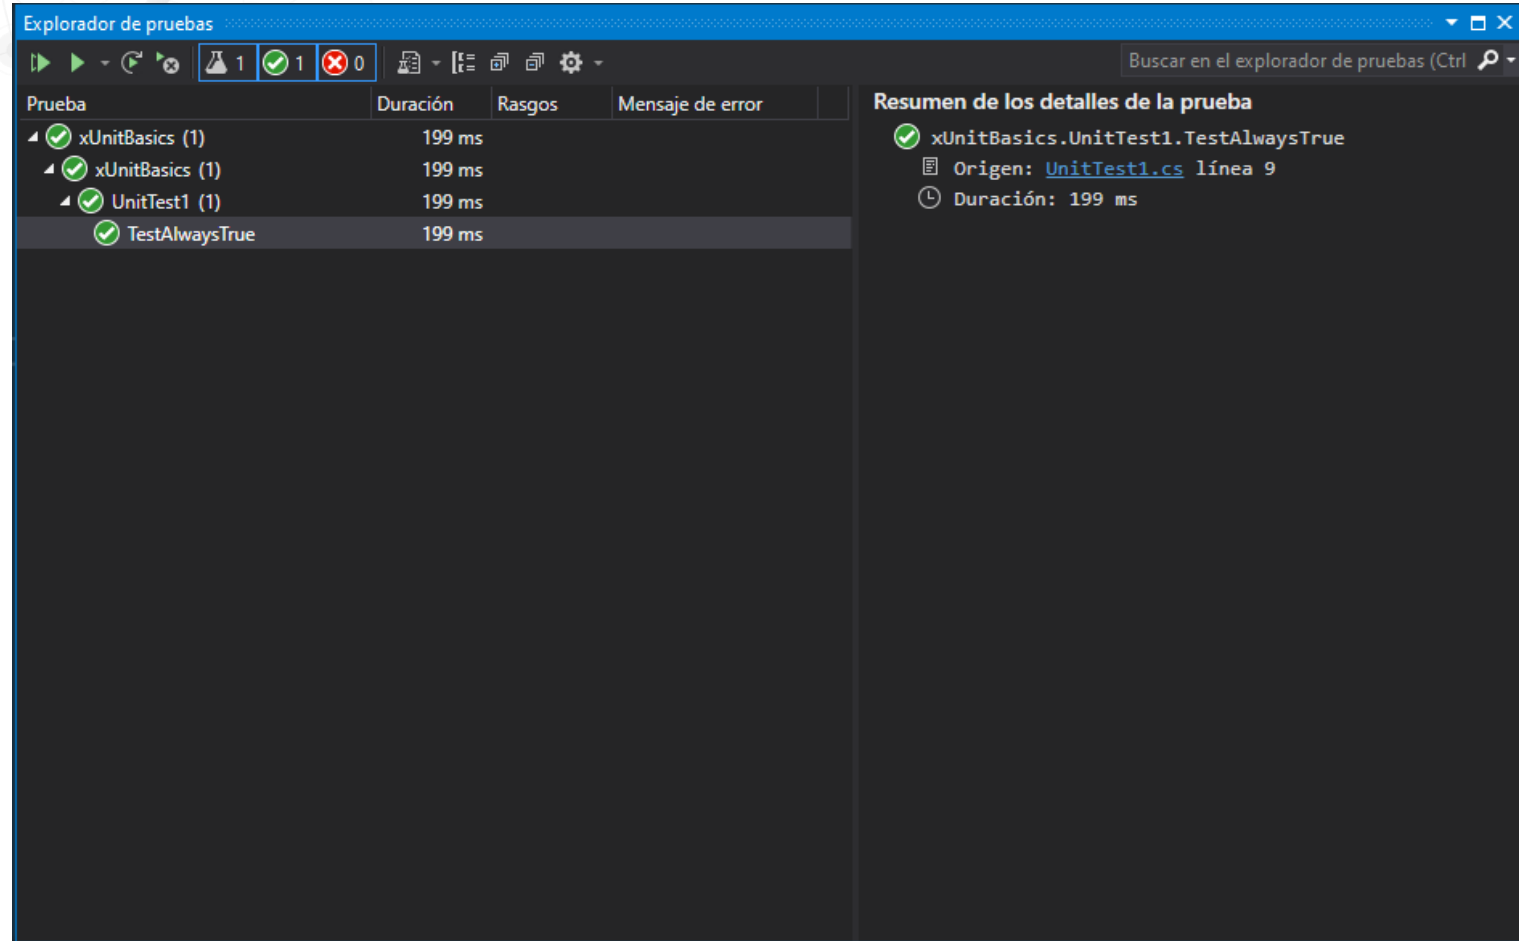 Explorador de pruebas
1 1 0 Buscar en el explorador de pruebas (Ctrl
Prueba Duración Rasgos Mensaje de error
xUnitBasics (1) 199 ms
xUnitBasics (1) 199 ms
UnitTest1 (1) 199 ms
TestAlwaysTrue 199 ms
Resumen de los detalles de la prueba
xUnitBasics.UnitTest1.TestAlwaysTrue
Origen: UnitTest1.cs línea 9
Duración: 199 ms